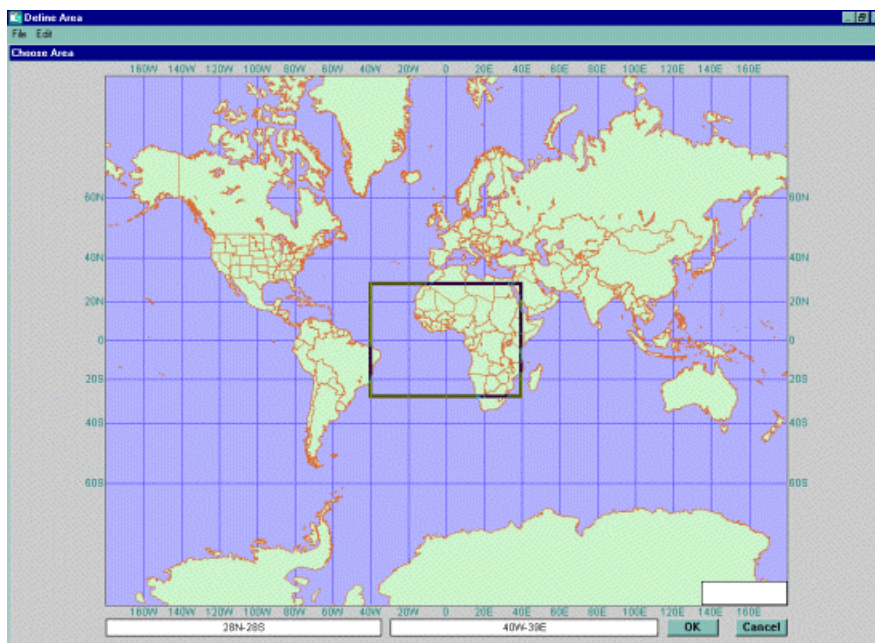 Define Area
File Edit
Choose Area
160W 140W 120W 100W 80W 60W 40W 20W 0 20E 40E 60E 80E 100E 120E 140E 160E
60N 60N
40N 40N
20N 20N
0 0
20S 20S
40S 40S
60S 60S
160W 140W 120W 100W 80W 60W 40W 20W 0 20E 40E 60E 80E 100E 120E 140E 160E
28N-28S 40W-39E OK Cancel